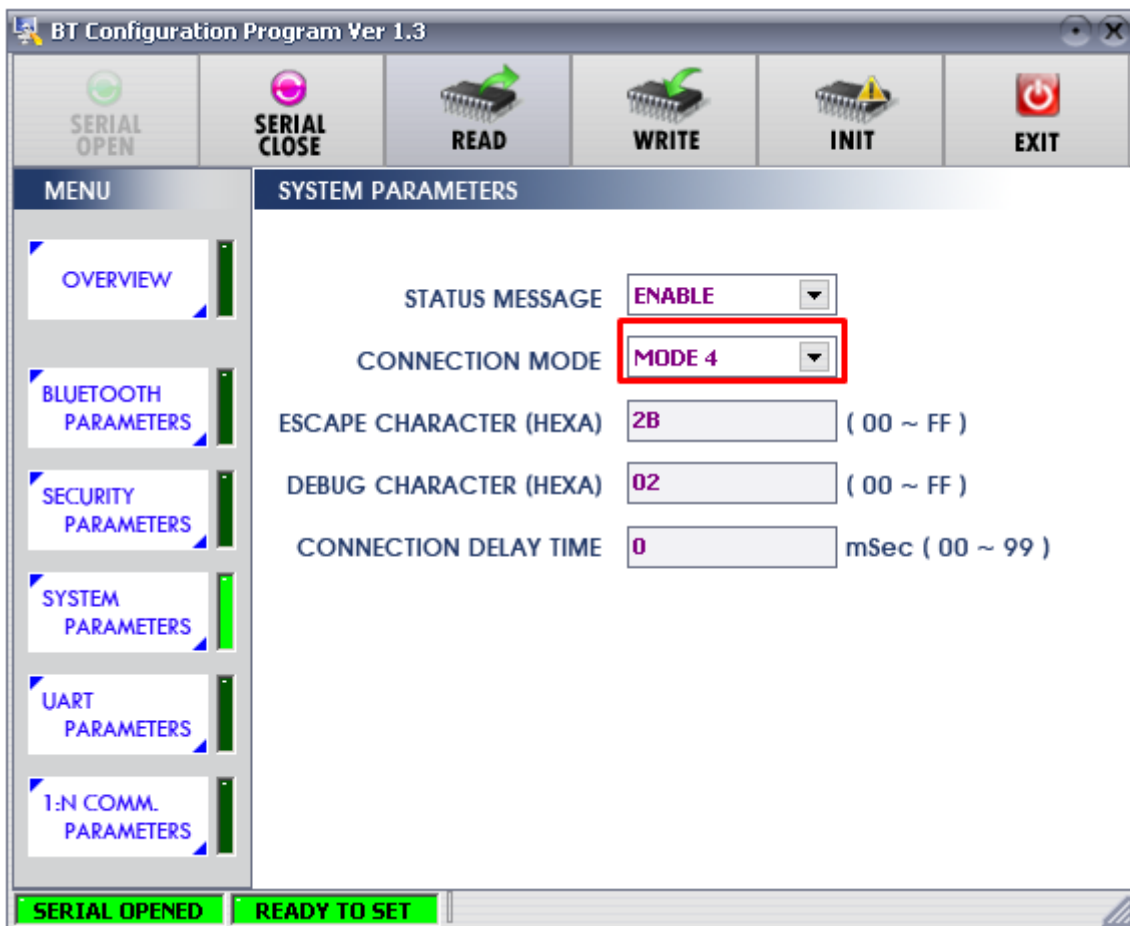 BT Configuration Program Ver 1.3
SERIAL
OPEN
SERIAL
CLOSE
READ
WRITE
INIT
EXIT
MENU
SYSTEM PARAMETERS
OVERVIEW
BLUETOOTH
PARAMETERS
SECURITY
PARAMETERS
SYSTEM
PARAMETERS
UART
PARAMETERS
1:N COMM.
PARAMETERS
STATUS MESSAGE ENABLE
CONNECTION MODE MODE 4
ESCAPE CHARACTER (HEXA) 2B ( 00 ~ FF )
DEBUG CHARACTER (HEXA) 02 ( 00 ~ FF )
CONNECTION DELAY TIME 0 mSec ( 00 ~ 99 )
SERIAL OPENED READY TO SET